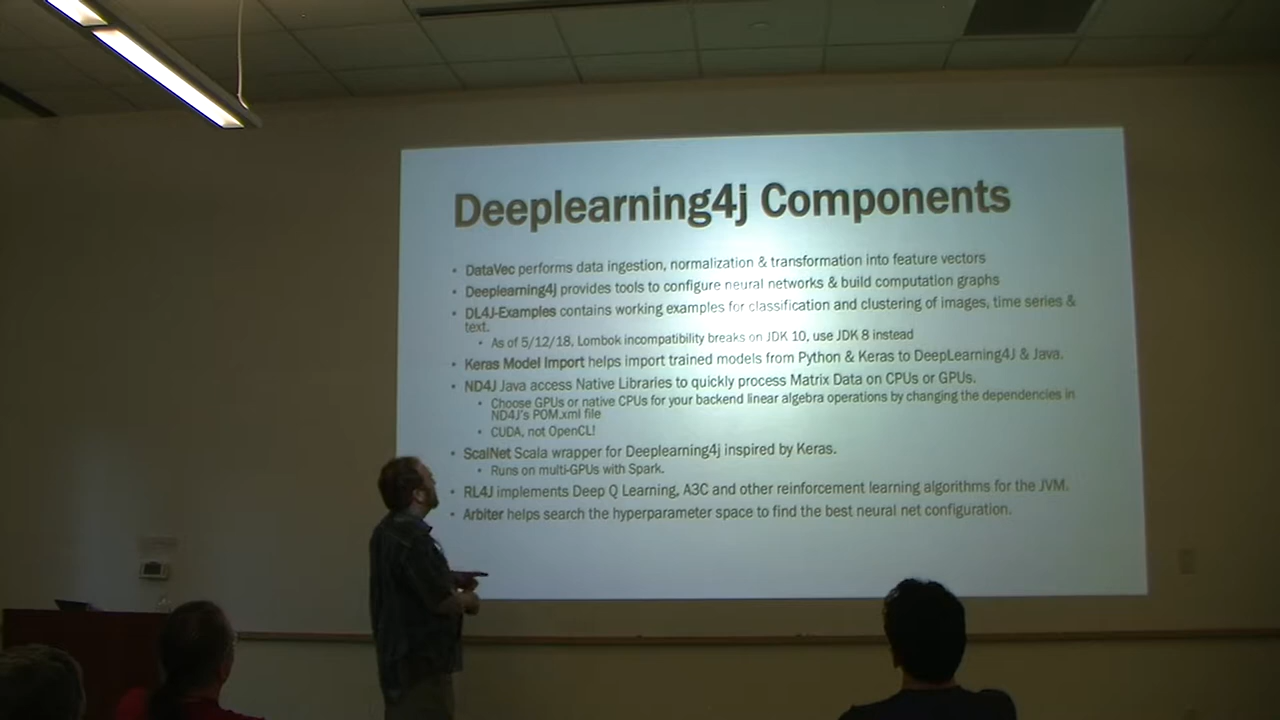 Deeplearning4j Components
• DataVec performs data ingestion, normalization & transformation into feature vectors
• Deeplearning4j provides tools to configure neural networks & build computation graphs
• DL4J-Examples contains working examples for classification and clustering of images, time series &
text.
• As of 5/12/18, Lombok incompatibility breaks on JDK 10, use JDK 8 instead
• Keras Model Import helps import trained models from Python & Keras to DeepLearning4J & Java.
• ND4J Java access Native Libraries to quickly process Matrix Data on CPUs or GPUs.
• Choose GPUs or native CPUs for your backend linear algebra operations by changing the dependencies in
ND4J's POM.xml file
• CUDA, not OpenCL!
• ScalNet Scala wrapper for Deeplearning4j inspired by Keras.
• Runs on multi-GPUs with Spark.
• RL4J implements Deep Q Learning, A3C and other reinforcement learning algorithms for the JVM.
• Arbiter helps search the hyperparameter space to find the best neural net configuration.